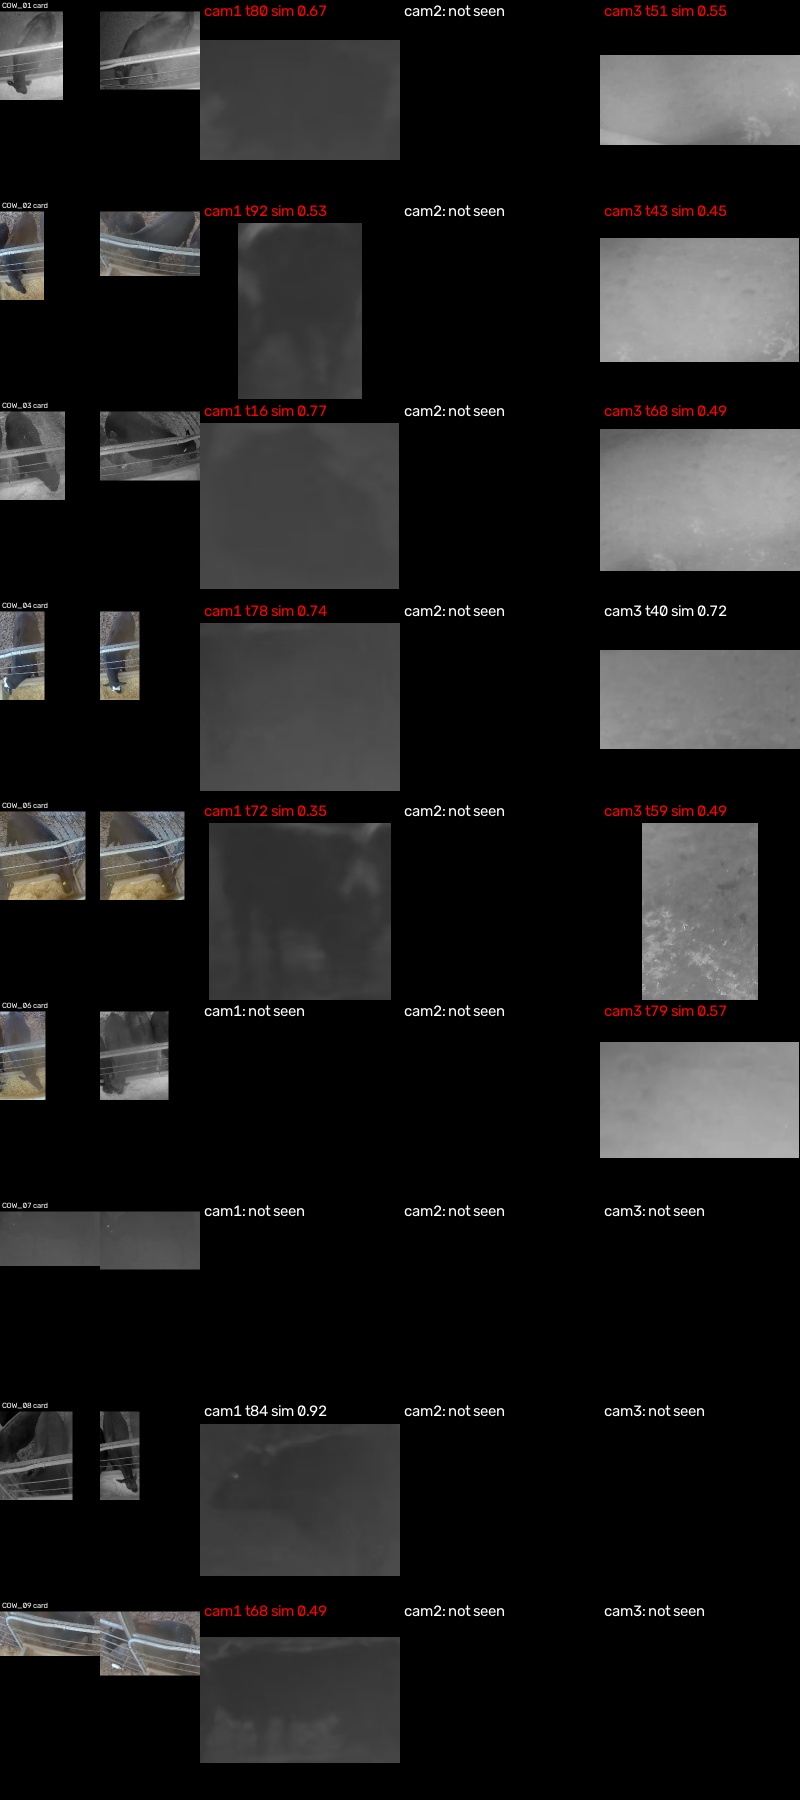 COW_01 card
cam1 t80 sim 0.67
cam2: not seen
cam3 t51 sim 0.55
COW_02 card
cam1 t92 sim 0.53
cam2: not seen
cam3 t43 sim 0.45
COW_03 card
cam1 t16 sim 0.77
cam2: not seen
cam3 t68 sim 0.49
COW_04 card
cam1 t78 sim 0.74
cam2: not seen
cam3 t40 sim 0.72
COW_05 card
cam1 t72 sim 0.35
cam2: not seen
cam3 t59 sim 0.49
COW_06 card
cam1: not seen
cam2: not seen
cam3 t79 sim 0.57
COW_07 card
cam1: not seen
cam2: not seen
cam3: not seen
COW_08 card
cam1 t84 sim 0.92
cam2: not seen
cam3: not seen
COW_09 card
cam1 t68 sim 0.49
cam2: not seen
cam3: not seen